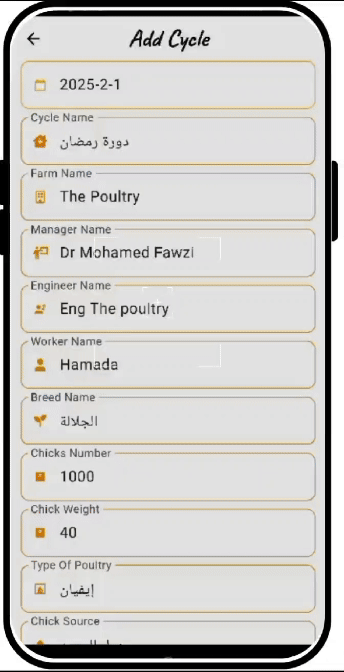 Add Cycle
2025-2-1
Cycle Name
دورة رمضان
Farm Name
The Poultry
Manager Name
Dr Mohamed Fawzi
Engineer Name
Eng The poultry
Worker Name
Hamada
Breed Name
الجلالة
Chicks Number
1000
Chick Weight
40
Type Of Poultry
إيفيان
Chick Source